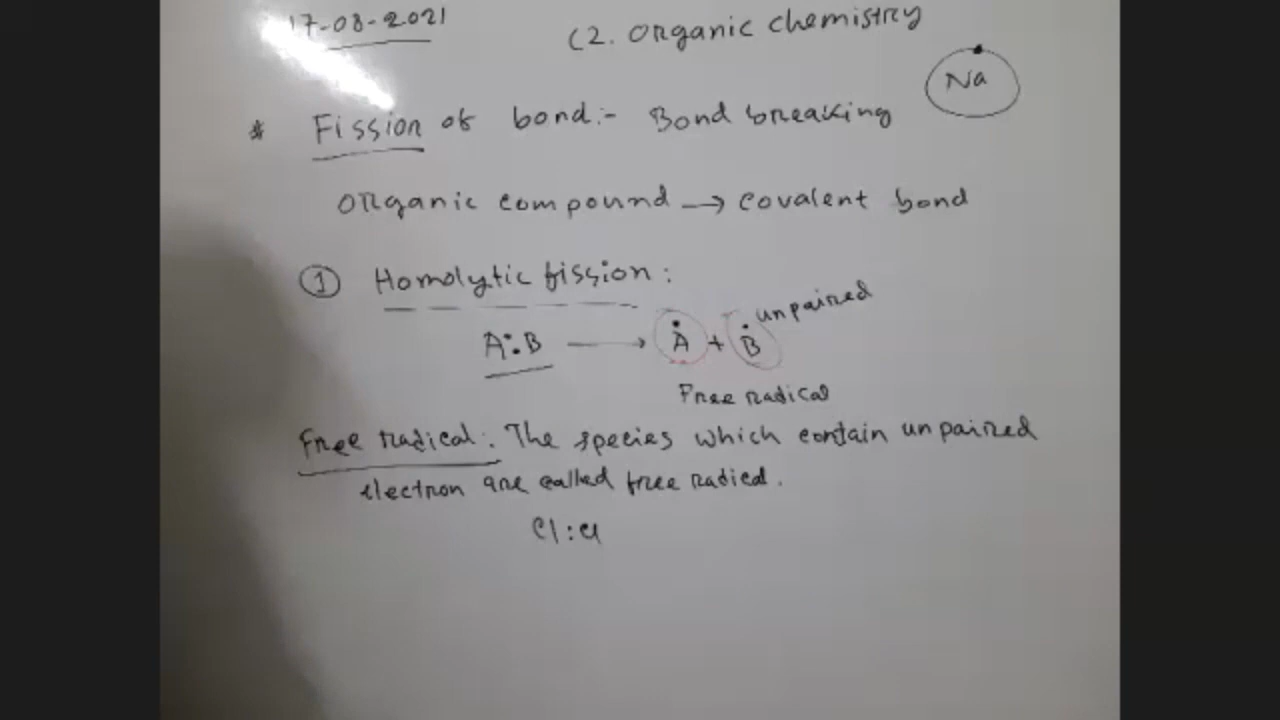 17-08-2021
C2. Organic chemistry
Na
* Fission of bond:- Bond breaking
Organic compound → covalent bond
① Homolytic fission:
A:B → Ȧ + Ḃ unpaired
Free radical
Free radical: The species which contain unpaired
electron are called free radical.
Cl:Cl